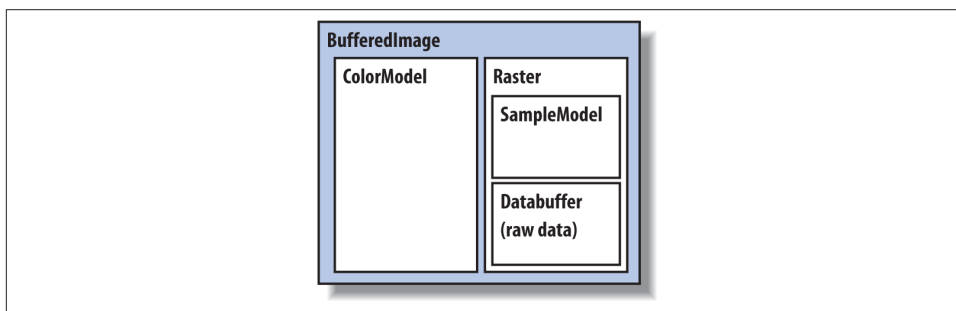 BufferedImage
ColorModel
Raster
SampleModel
Databuffer
(raw data)